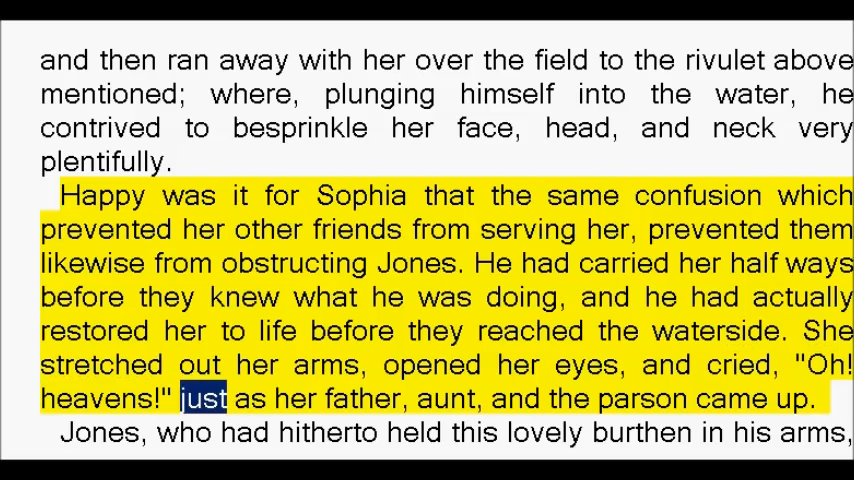 and then ran away with her over the field to the rivulet above
mentioned; where, plunging himself into the water, he
contrived to besprinkle her face, head, and neck very
plentifully.
Happy was it for Sophia that the same confusion which
prevented her other friends from serving her, prevented them
likewise from obstructing Jones. He had carried her half ways
before they knew what he was doing, and he had actually
restored her to life before they reached the waterside. She
stretched out her arms, opened her eyes, and cried, "Oh!
heavens!" just as her father, aunt, and the parson came up.
Jones, who had hitherto held this lovely burthen in his arms,